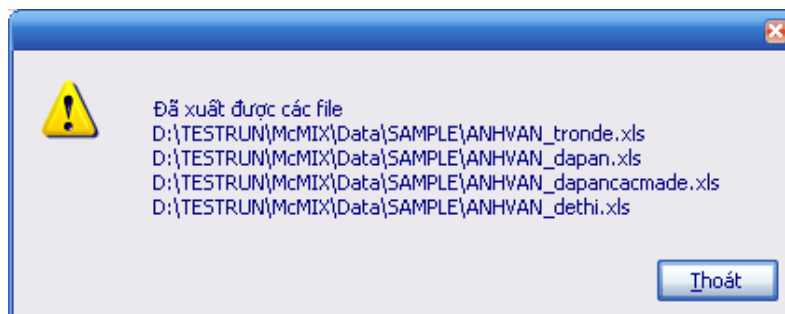 Đã xuất được các file
D:\TESTRUN\McMIX\Data\SAMPLE\ANHVAN_tronde.xls
D:\TESTRUN\McMIX\Data\SAMPLE\ANHVAN_dapan.xls
D:\TESTRUN\McMIX\Data\SAMPLE\ANHVAN_dapancacmade.xls
D:\TESTRUN\McMIX\Data\SAMPLE\ANHVAN_dethi.xls
Thoát